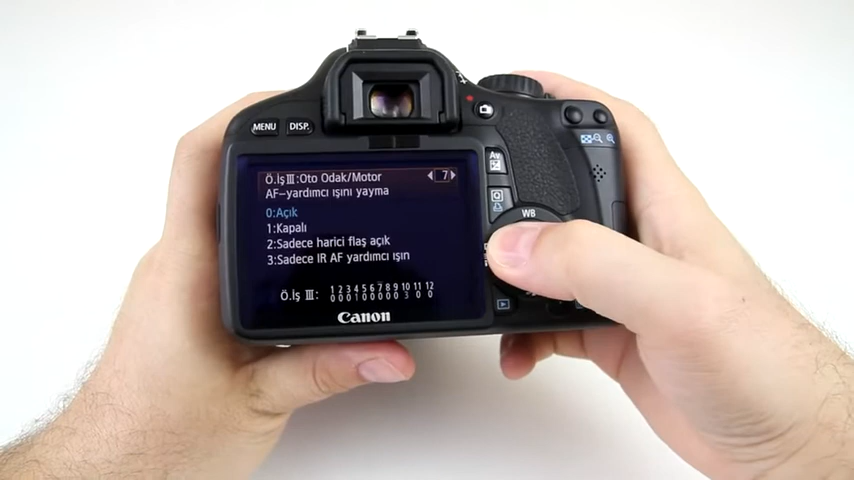 MENU DISP.
Ö.İş III:Oto Odak/Motor 7
AF-yardımcı ışını yayma
0:Açık
1:Kapalı
2:Sadece harici flaş açık
3:Sadece IR AF yardımcı ışın
Ö.İş III: 1 2 3 4 5 6 7 8 9 10 11 12
0 0 0 1 0 0 0 0 0 3 0 0
Canon
Av
Q
WB